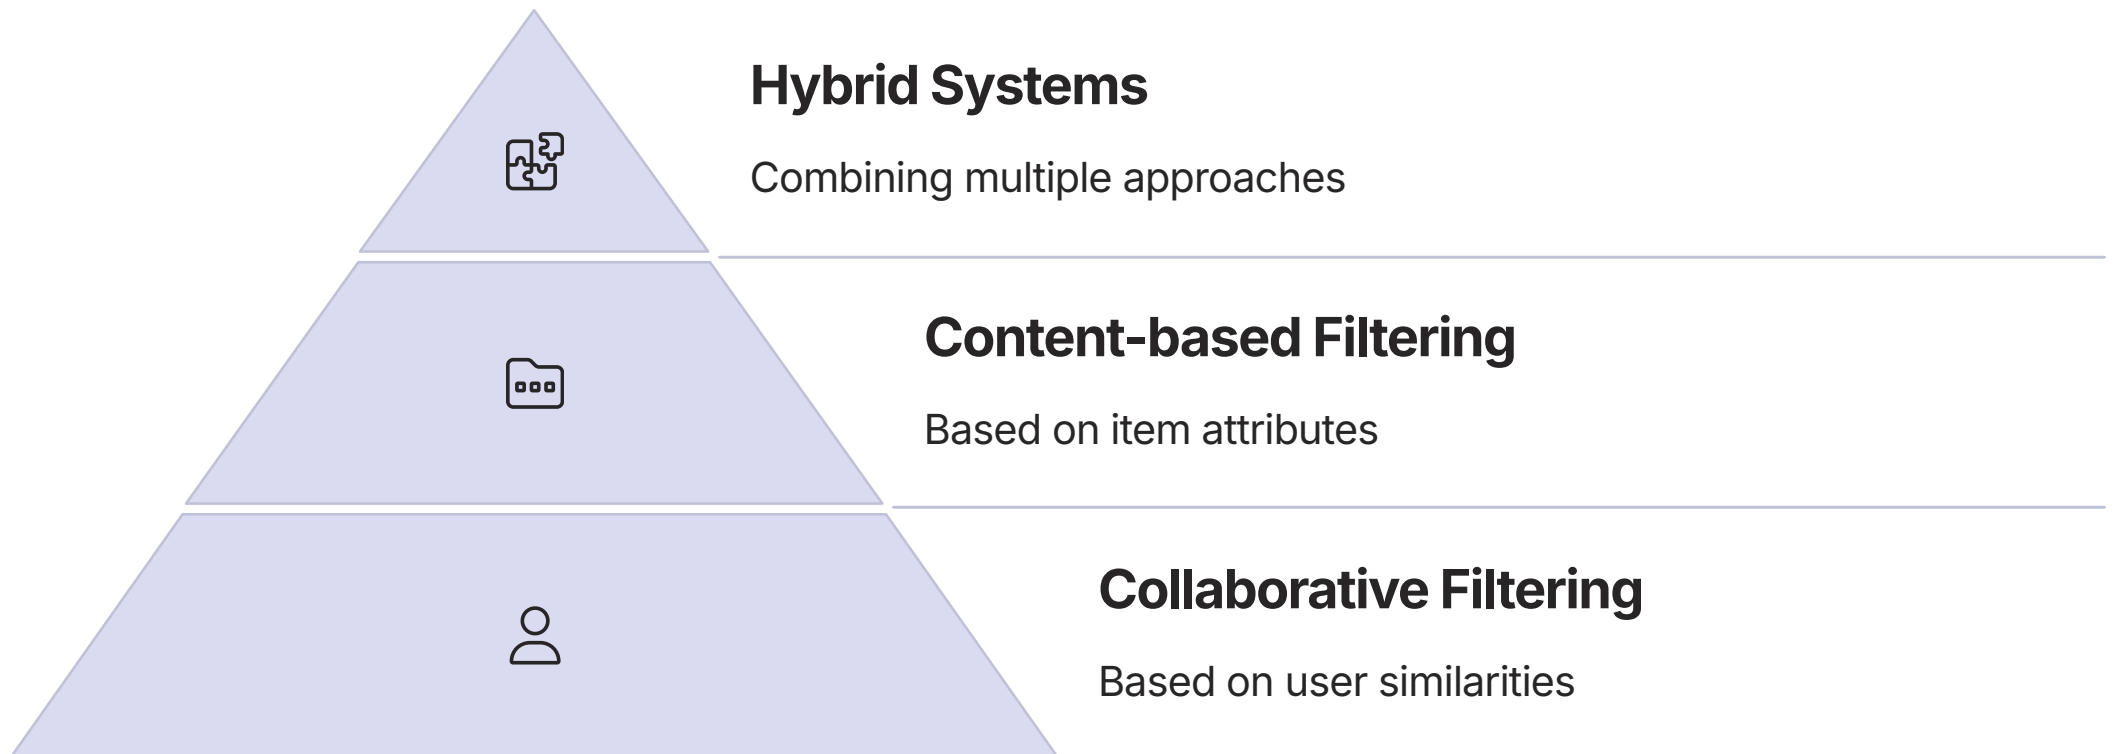 Hybrid Systems
Combining multiple approaches
Content-based Filtering
Based on item attributes
Collaborative Filtering
Based on user similarities